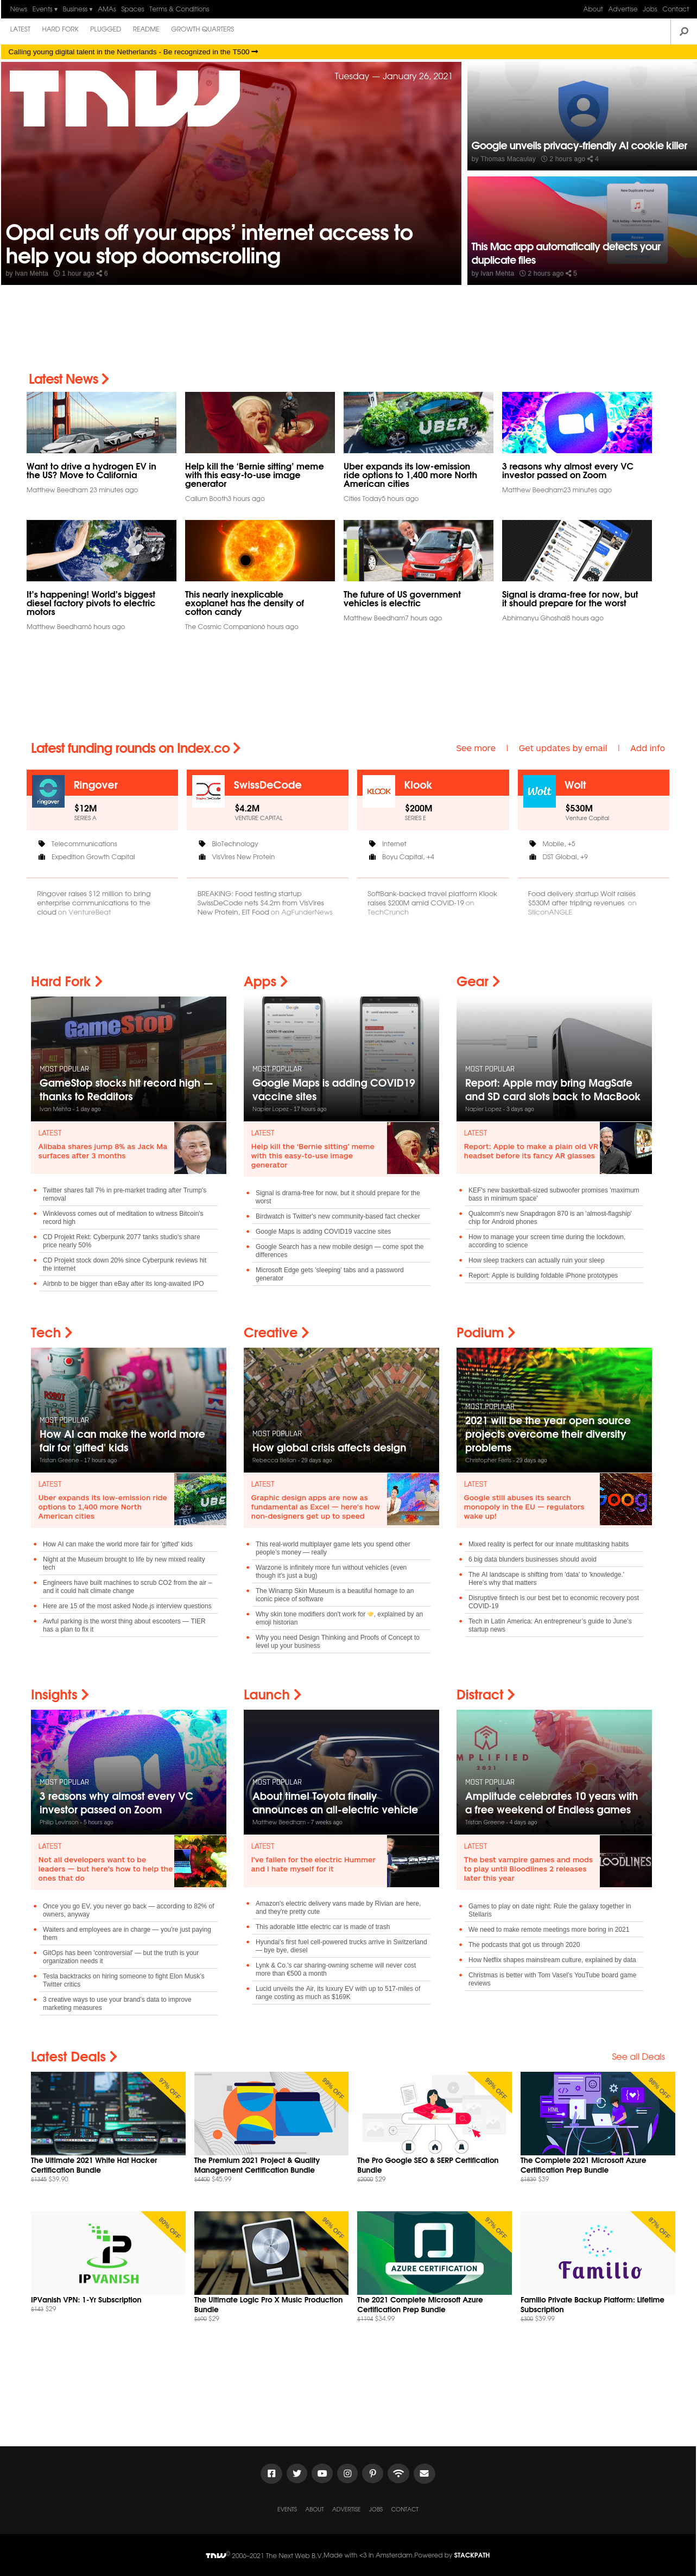 News Events ▾ Business ▾ AMAs Spaces Terms & Conditions
About Advertise Jobs Contact
LATEST HARD FORK PLUGGED README GROWTH QUARTERS
Calling young digital talent in the Netherlands - Be recognized in the T500
TNW
Tuesday — January 26, 2021
Opal cuts off your apps' internet access to
help you stop doomscrolling
by Ivan Mehta 1 hour ago 6
Google unveils privacy-friendly AI cookie killer
by Thomas Macaulay 2 hours ago 4
This Mac app automatically detects your
duplicate files
by Ivan Mehta 2 hours ago 5
Latest News
Want to drive a hydrogen EV in
the US? Move to California
Matthew Beedham 23 minutes ago
Help kill the 'Bernie sitting' meme
with this easy-to-use image
generator
Callum Booth3 hours ago
UBER
Uber expands its low-emission
ride options to 1,400 more North
American cities
Cities Today5 hours ago
3 reasons why almost every VC
investor passed on Zoom
Matthew Beedham23 minutes ago
It's happening! World's biggest
diesel factory pivots to electric
motors
Matthew Beedham6 hours ago
This nearly inexplicable
exoplanet has the density of
cotton candy
The Cosmic Companion6 hours ago
The future of US government
vehicles is electric
Matthew Beedham7 hours ago
Signal is drama-free for now, but
it should prepare for the worst
Abhimanyu Ghoshal8 hours ago
Latest funding rounds on Index.co
See more | Get updates by email | Add info
ringover
Ringover
$12M
SERIES A
Telecommunications
Expedition Growth Capital
Ringover raises $12 million to bring
enterprise communications to the
cloud on VentureBeat
SwissDeCode
SwissDeCode
$4.2M
VENTURE CAPITAL
BioTechnology
VisVires New Protein
BREAKING: Food testing startup
SwissDeCode nets $4.2m from VisVires
New Protein, EIT Food on AgFunderNews
KLOOK
Klook
$200M
SERIES E
Internet
Boyu Capital, +4
SoftBank-backed travel platform Klook
raises $200M amid COVID-19 on
TechCrunch
Wolt
Wolt
$530M
Venture Capital
Mobile, +5
DST Global, +9
Food delivery startup Wolt raises
$530M after tripling revenues on
SiliconANGLE
Hard Fork
GameStop
MOST POPULAR
GameStop stocks hit record high —
thanks to Redditors
Ivan Mehta - 1 day ago
LATEST
Alibaba shares jump 8% as Jack Ma
surfaces after 3 months
Twitter shares fall 7% in pre-market trading after Trump's
removal
Winklevoss comes out of meditation to witness Bitcoin's
record high
CD Projekt Rekt: Cyberpunk 2077 tanks studio's share
price nearly 50%
CD Projekt stock down 20% since Cyberpunk reviews hit
the internet
Airbnb to be bigger than eBay after its long-awaited IPO
Apps
MOST POPULAR
Google Maps is adding COVID19
vaccine sites
Napier Lopez - 17 hours ago
LATEST
Help kill the 'Bernie sitting' meme
with this easy-to-use image
generator
Signal is drama-free for now, but it should prepare for the
worst
Birdwatch is Twitter's new community-based fact checker
Google Maps is adding COVID19 vaccine sites
Google Search has a new mobile design — come spot the
differences
Microsoft Edge gets 'sleeping' tabs and a password
generator
Gear
MOST POPULAR
Report: Apple may bring MagSafe
and SD card slots back to MacBook
Napier Lopez - 3 days ago
LATEST
Report: Apple to make a plain old VR
headset before its fancy AR glasses
KEF's new basketball-sized subwoofer promises 'maximum
bass in minimum space'
Qualcomm's new Snapdragon 870 is an 'almost-flagship'
chip for Android phones
How to manage your screen time during the lockdown,
according to science
How sleep trackers can actually ruin your sleep
Report: Apple is building foldable iPhone prototypes
Tech
ROBOT
MOST POPULAR
How AI can make the world more
fair for 'gifted' kids
Tristan Greene - 17 hours ago
LATEST
Uber expands its low-emission ride
options to 1,400 more North
American cities
UBER
How AI can make the world more fair for 'gifted' kids
Night at the Museum brought to life by new mixed reality
tech
Engineers have built machines to scrub CO2 from the air –
and it could halt climate change
Here are 15 of the most asked Node.js interview questions
Awful parking is the worst thing about escooters — TIER
has a plan to fix it
Creative
MOST POPULAR
How global crisis affects design
Rebecca Bellan - 29 days ago
LATEST
Graphic design apps are now as
fundamental as Excel — here's how
non-designers get up to speed
This real-world multiplayer game lets you spend other
people's money — really
Warzone is infinitely more fun without vehicles (even
though it's just a bug)
The Winamp Skin Museum is a beautiful homage to an
iconic piece of software
Why skin tone modifiers don't work for 🤝, explained by an
emoji historian
Why you need Design Thinking and Proofs of Concept to
level up your business
Podium
MOST POPULAR
2021 will be the year open source
projects overcome their diversity
problems
Christopher Ferris - 29 days ago
LATEST
Google still abuses its search
monopoly in the EU — regulators
wake up!
Goog
Mixed reality is perfect for our innate multitasking habits
6 big data blunders businesses should avoid
The AI landscape is shifting from 'data' to 'knowledge.'
Here's why that matters
Disruptive fintech is our best bet to economic recovery post
COVID-19
Tech in Latin America: An entrepreneur's guide to June's
startup news
Insights
MOST POPULAR
3 reasons why almost every VC
investor passed on Zoom
Philip Levinson - 5 hours ago
LATEST
Not all developers want to be
leaders — but here's how to help the
ones that do
Once you go EV, you never go back — according to 82% of
owners, anyway
Waiters and employees are in charge — you're just paying
them
GitOps has been 'controversial' — but the truth is your
organization needs it
Tesla backtracks on hiring someone to fight Elon Musk's
Twitter critics
3 creative ways to use your brand's data to improve
marketing measures
Launch
MOST POPULAR
About time! Toyota finally
announces an all-electric vehicle
Matthew Beedham - 7 weeks ago
LATEST
I've fallen for the electric Hummer
and I hate myself for it
Amazon's electric delivery vans made by Rivian are here,
and they're pretty cute
This adorable little electric car is made of trash
Hyundai's first fuel cell-powered trucks arrive in Switzerland
— bye bye, diesel
Lynk & Co.'s car sharing-owning scheme will never cost
more than €500 a month
Lucid unveils the Air, its luxury EV with up to 517-miles of
range costing as much as $169K
Distract
MPLIFIED
2021
MOST POPULAR
Amplitude celebrates 10 years with
a free weekend of Endless games
Tristan Greene - 4 days ago
LATEST
The best vampire games and mods
to play until Bloodlines 2 releases
later this year
LOODLINES
Games to play on date night: Rule the galaxy together in
Stellaris
We need to make remote meetings more boring in 2021
The podcasts that got us through 2020
How Netflix shapes mainstream culture, explained by data
Christmas is better with Tom Vasel's YouTube board game
reviews
Latest Deals
See all Deals
97% OFF
The Ultimate 2021 White Hat Hacker
Certification Bundle
$1345 $39.90
99% OFF
The Premium 2021 Project & Quality
Management Certification Bundle
$4400 $45.99
99% OFF
The Pro Google SEO & SERP Certification
Bundle
$2000 $29
HTML
98% OFF
The Complete 2021 Microsoft Azure
Certification Prep Bundle
$1839 $39
80% OFF
IPVANISH
IPVanish VPN: 1-Yr Subscription
$143 $29
96% OFF
The Ultimate Logic Pro X Music Production
Bundle
$29
97% OFF
AZURE CERTIFICATION
The 2021 Complete Microsoft Azure
Certification Prep Bundle
$1194 $34.99
87% OFF
Familio
Familio Private Backup Platform: Lifetime
Subscription
$300 $39.99
EVENTS ABOUT ADVERTISE JOBS CONTACT
TNW 2006–2021 The Next Web B.V. Made with <3 in Amsterdam. Powered by STACKPATH